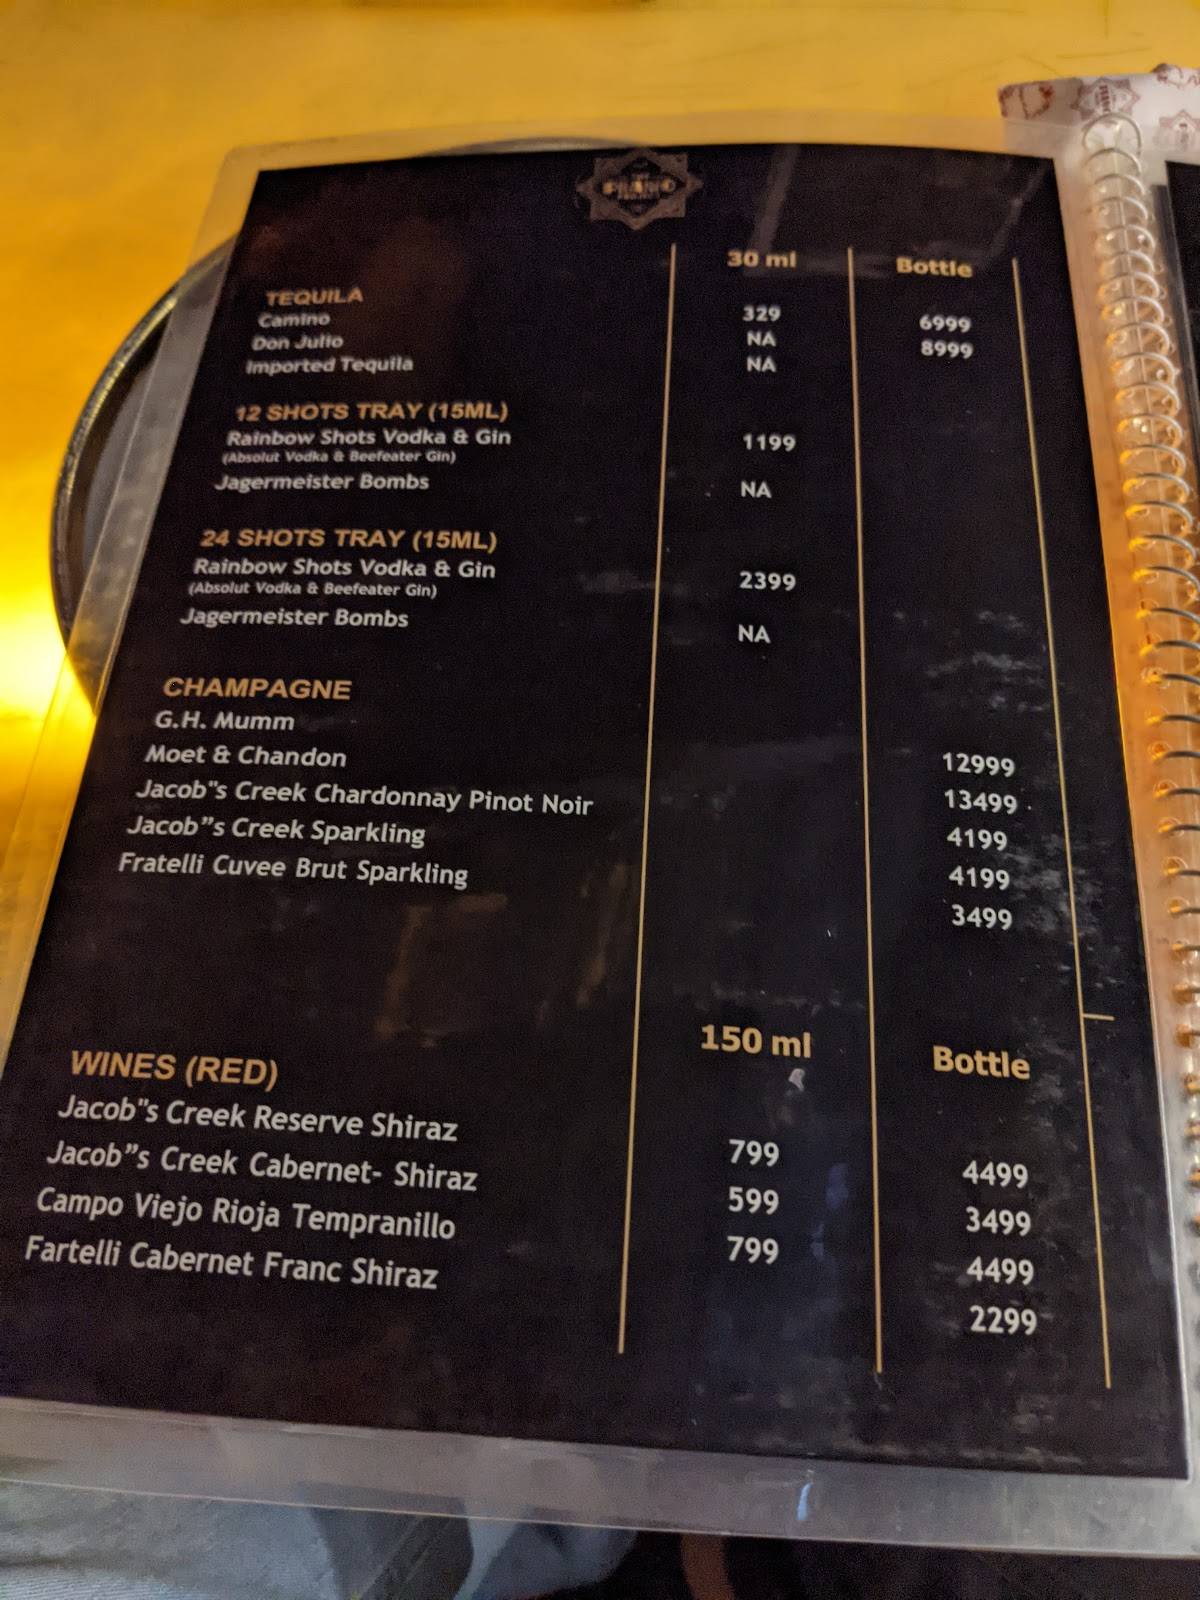 30 ml Bottle
TEQUILA
Camino 329 6999
Don Julio NA 8999
Imported Tequila NA
12 SHOTS TRAY (15ML)
Rainbow Shots Vodka & Gin 1199
(Absolut Vodka & Beefeater Gin)
Jagermeister Bombs NA
24 SHOTS TRAY (15ML)
Rainbow Shots Vodka & Gin 2399
(Absolut Vodka & Beefeater Gin)
Jagermeister Bombs NA
CHAMPAGNE
G.H. Mumm 12999
Moet & Chandon 13499
Jacob"s Creek Chardonnay Pinot Noir 4199
Jacob”s Creek Sparkling 4199
Fratelli Cuvee Brut Sparkling 3499
WINES (RED) 150 ml Bottle
Jacob"s Creek Reserve Shiraz 799 4499
Jacob”s Creek Cabernet- Shiraz 599 3499
Campo Viejo Rioja Tempranillo 799 4499
Fartelli Cabernet Franc Shiraz 2299